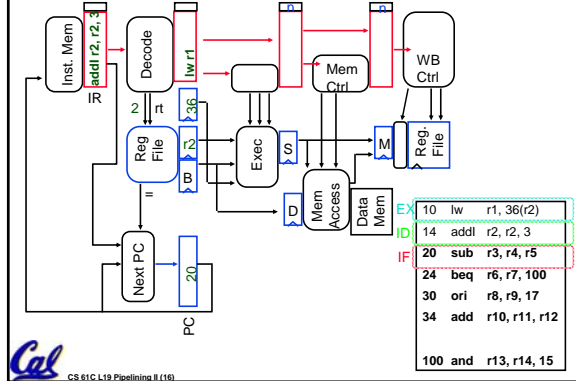 Inst. Mem
addI r2, r2, 3
IR
Decode
lw r1
n
n
Mem Ctrl
WB Ctrl
2
rt
Reg File
36
r2
B
Exec
S
M
Reg. File
=
D
Mem Access
Data Mem
Next PC
20
PC
EX 10 lw r1, 36(r2)
ID 14 addI r2, r2, 3
IF 20 sub r3, r4, r5
24 beq r6, r7, 100
30 ori r8, r9, 17
34 add r10, r11, r12
100 and r13, r14, 15
Cal
CS 61C L19 Pipelining II (16)